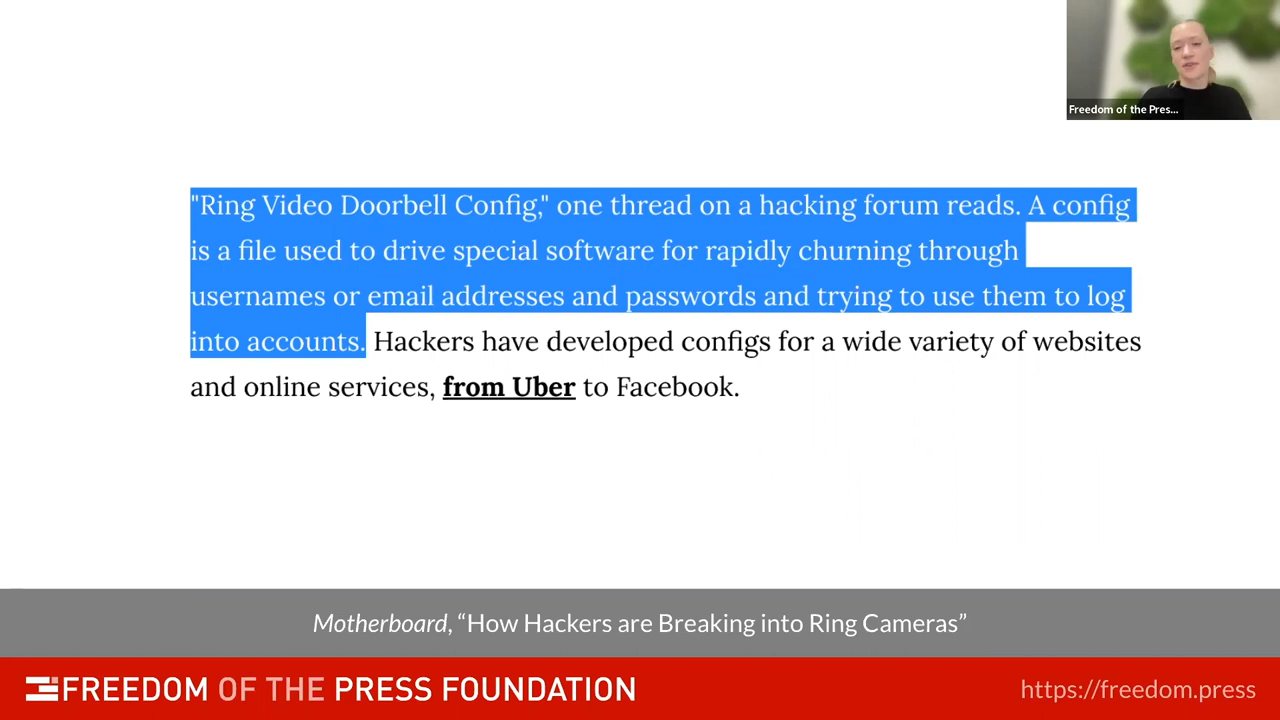 Freedom of the Pres...
"Ring Video Doorbell Config," one thread on a hacking forum reads. A config
is a file used to drive special software for rapidly churning through
usernames or email addresses and passwords and trying to use them to log
into accounts. Hackers have developed configs for a wide variety of websites
and online services, from Uber to Facebook.
Motherboard, “How Hackers are Breaking into Ring Cameras”
FREEDOM OF THE PRESS FOUNDATION
https://freedom.press